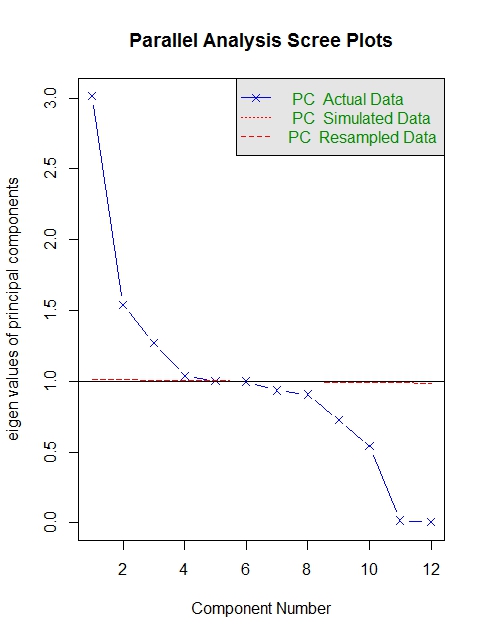 Parallel Analysis Scree Plots
PC Actual Data
PC Simulated Data
PC Resampled Data
eigen values of principal components
3.0
2.5
2.0
1.5
1.0
0.5
0.0
2 4 6 8 10 12
Component Number